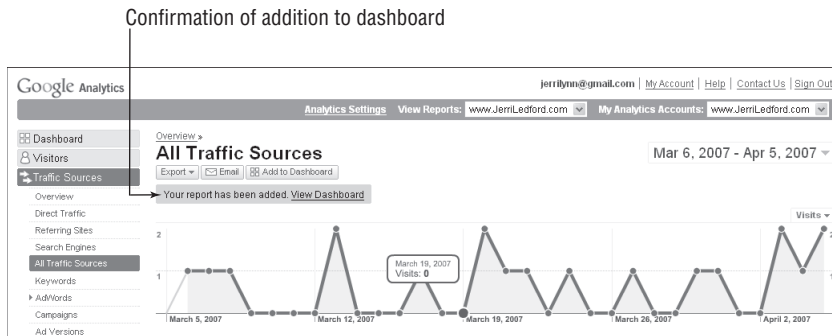 Confirmation of addition to dashboard
Google Analytics
jerrilynn@gmail.com | My Account | Help | Contact Us | Sign Out
Analytics Settings View Reports: www.JerriLedford.com My Analytics Accounts: www.JerriLedford.com
Dashboard
Visitors
Traffic Sources
Overview
Direct Traffic
Referring Sites
Search Engines
All Traffic Sources
Keywords
AdWords
Campaigns
Ad Versions
Overview »
All Traffic Sources
Mar 6, 2007 - Apr 5, 2007
Export Email Add to Dashboard
Your report has been added. View Dashboard
Visits
2
2
1
1
March 19, 2007
Visits: 0
March 5, 2007
March 12, 2007
March 19, 2007
March 26, 2007
April 2, 2007